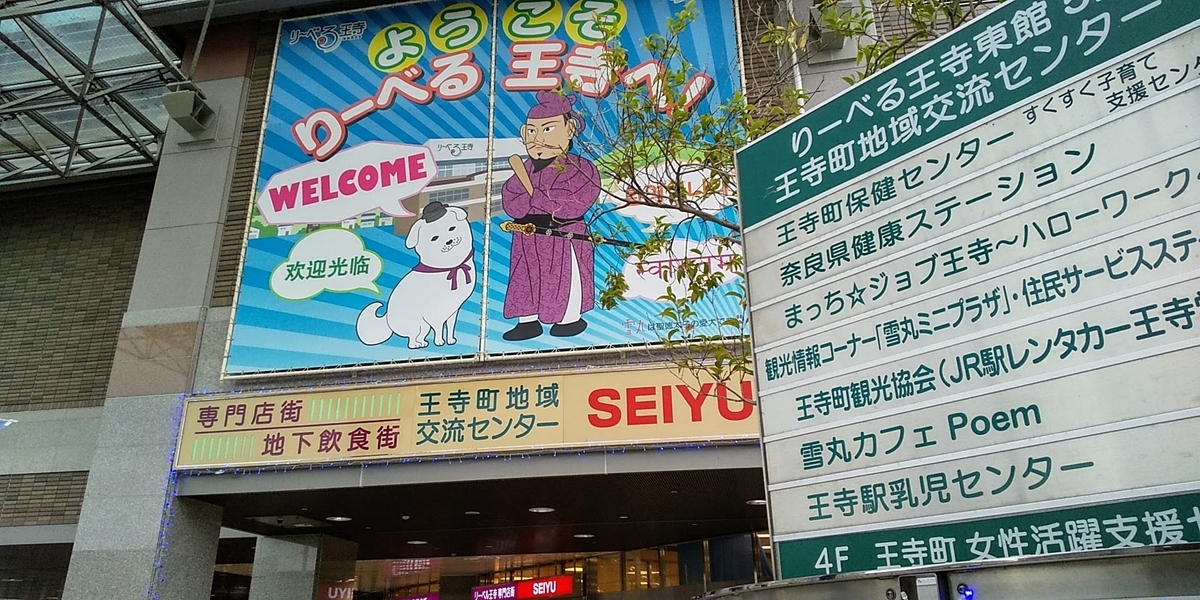 りーべる王寺
ようこそ
りーべる 王寺へ
WELCOME
欢迎光临
りーべる王寺
専門店街
地下飲食街
王寺町地域
交流センター
SEIYU
SEIYU
りーべる王寺東館
王寺町地域交流センター
王寺町保健センター すくすく子育て
支援セン
奈良県健康ステーション
まっち☆ジョブ王寺〜ハローワーク
観光情報コーナー「雪丸ミニプラザ」・住民サービスステ
王寺町観光協会(JR駅レンタカー王寺
雪丸カフェ Poem
王寺駅乳児センター
4F 王寺町 女性活躍支援